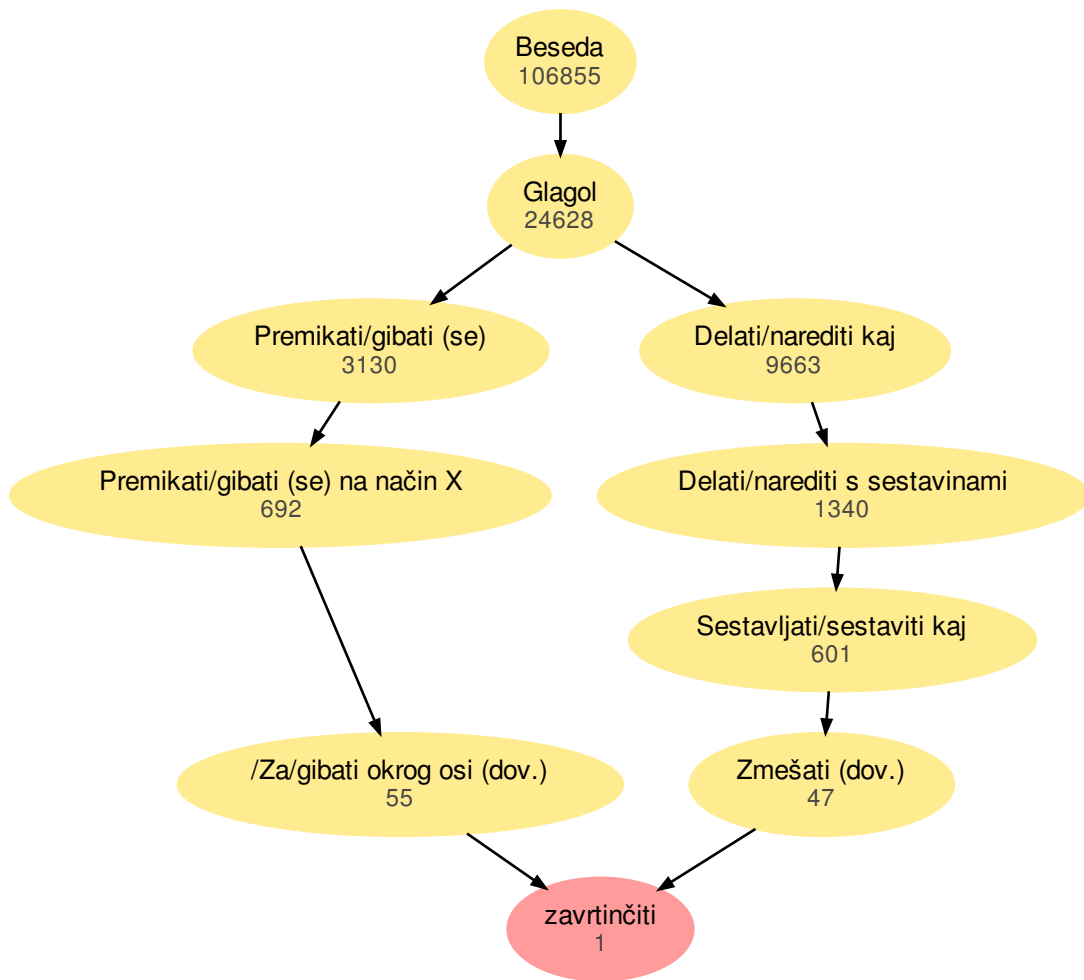 Beseda
106855
Glagol
24628
Premikati/gibati (se)
3130
Delati/narediti kaj
9663
Premikati/gibati (se) na način X
692
Delati/narediti s sestavinami
1340
Sestavljati/sestaviti kaj
601
/Za/gibati okrog osi (dov.)
55
Zmešati (dov.)
47
zavrtinčiti
1